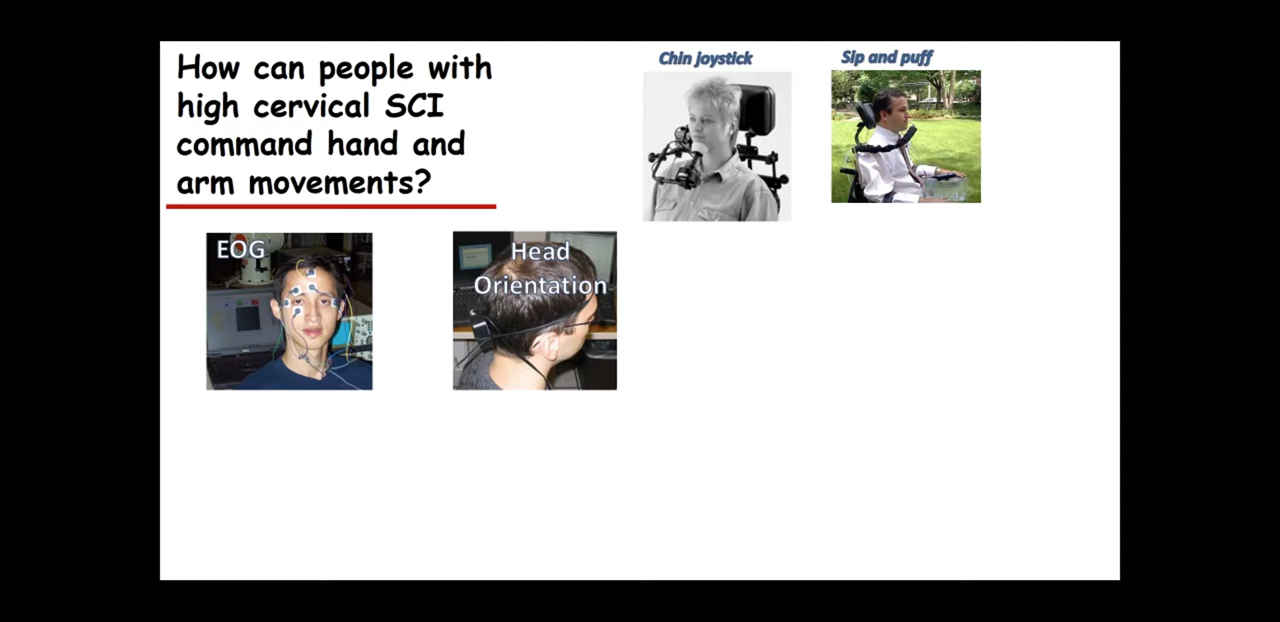 How can people with
high cervical SCI
command hand and
arm movements?
Chin joystick
Sip and puff
EOG
Head
Orientation